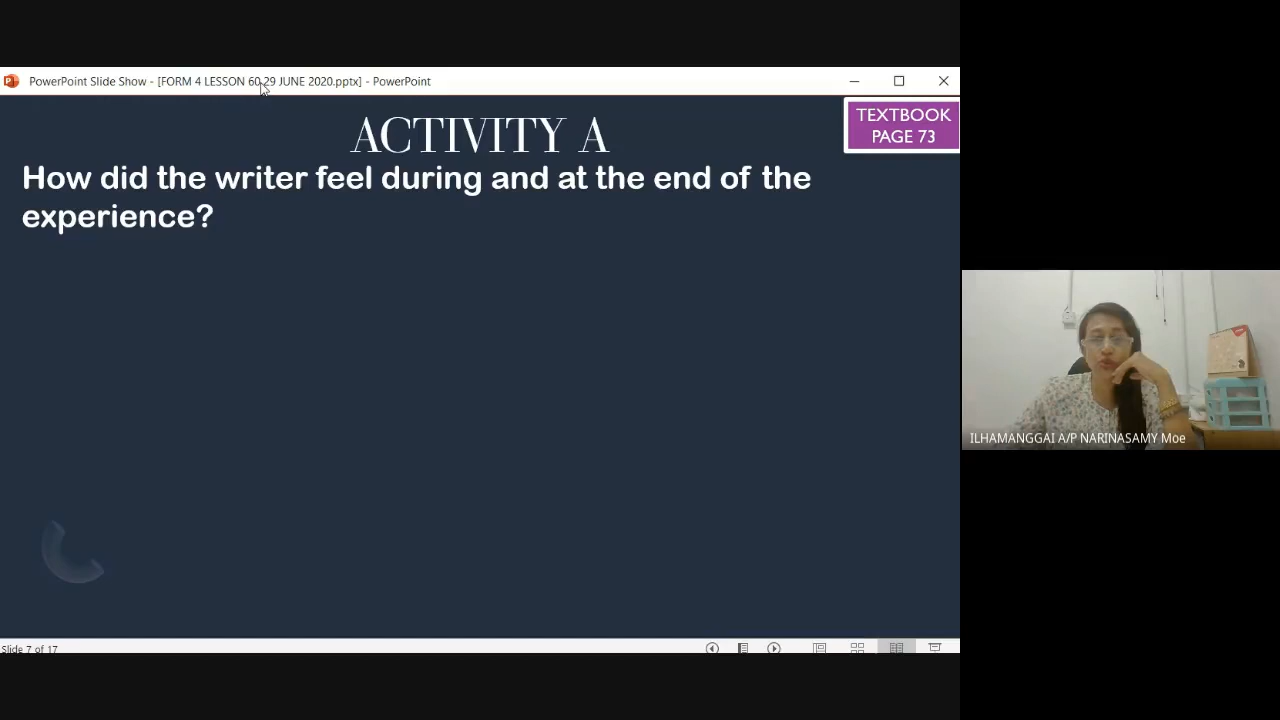 PowerPoint Slide Show - [FORM 4 LESSON 60-29 JUNE 2020.pptx] - PowerPoint
TEXTBOOK
PAGE 73
ACTIVITY A
How did the writer feel during and at the end of the
experience?
ILHAMANGGAI A/P NARINASAMY Moe
Slide 7 of 17